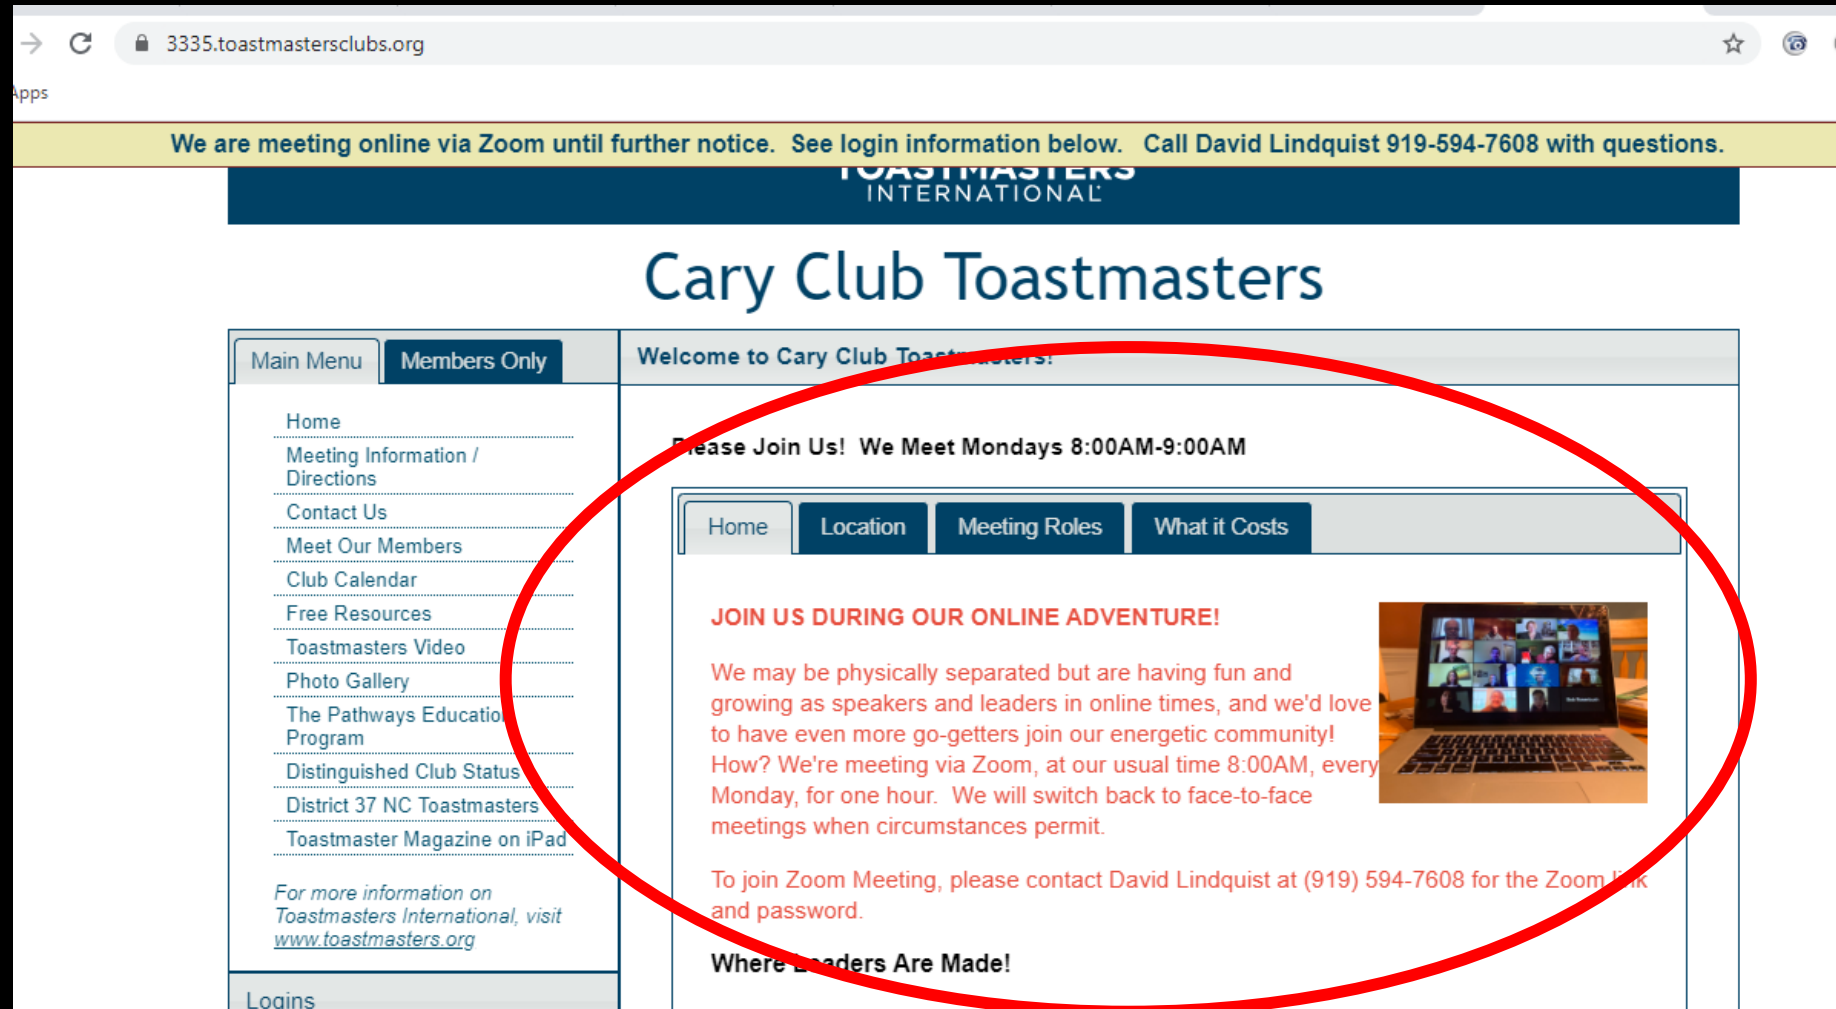 3335.toastmastersclubs.org
Apps
We are meeting online via Zoom until further notice. See login information below. Call David Lindquist 919-594-7608 with questions.
TOASTMASTERS
INTERNATIONAL
Cary Club Toastmasters
Main Menu
Members Only
Home
Meeting Information /
Directions
Contact Us
Meet Our Members
Club Calendar
Free Resources
Toastmasters Video
Photo Gallery
The Pathways Education
Program
Distinguished Club Status
District 37 NC Toastmasters
Toastmaster Magazine on iPad
For more information on
Toastmasters International, visit
www.toastmasters.org
Logins
Welcome to Cary Club Toastmasters!
Please Join Us! We Meet Mondays 8:00AM-9:00AM
Home
Location
Meeting Roles
What it Costs
JOIN US DURING OUR ONLINE ADVENTURE!
We may be physically separated but are having fun and
growing as speakers and leaders in online times, and we'd love
to have even more go-getters join our energetic community!
How? We're meeting via Zoom, at our usual time 8:00AM, every
Monday, for one hour. We will switch back to face-to-face
meetings when circumstances permit.
To join Zoom Meeting, please contact David Lindquist at (919) 594-7608 for the Zoom link
and password.
Where Leaders Are Made!